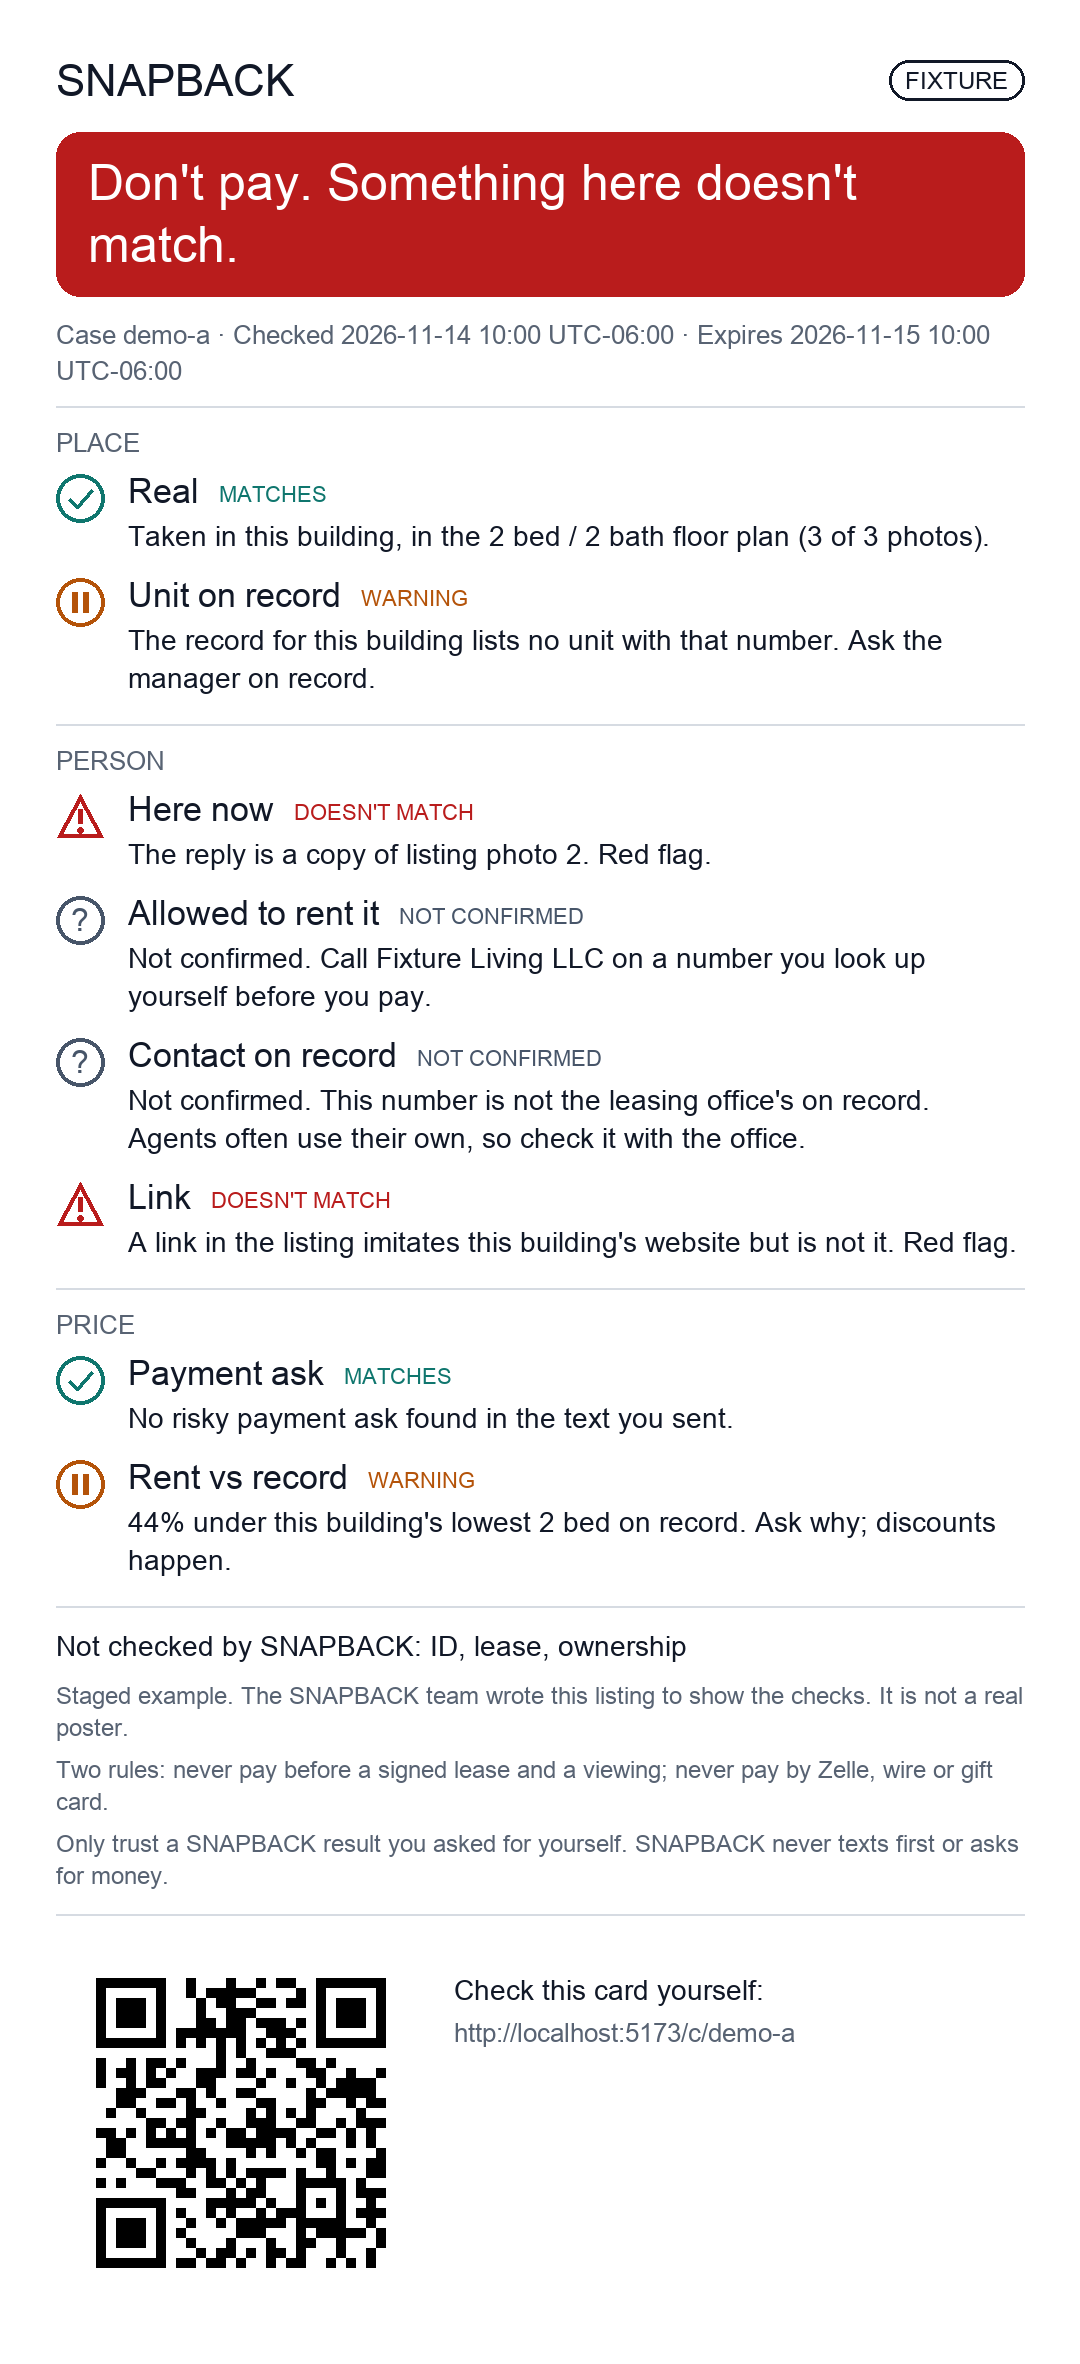 SNAPBACK
FIXTURE
Don't pay. Something here doesn't
match.
Case demo-a · Checked 2026-11-14 10:00 UTC-06:00 · Expires 2026-11-15 10:00
UTC-06:00
PLACE
Real MATCHES
Taken in this building, in the 2 bed / 2 bath floor plan (3 of 3 photos).
Unit on record WARNING
The record for this building lists no unit with that number. Ask the
manager on record.
PERSON
Here now DOESN'T MATCH
The reply is a copy of listing photo 2. Red flag.
? Allowed to rent it NOT CONFIRMED
Not confirmed. Call Fixture Living LLC on a number you look up
yourself before you pay.
? Contact on record NOT CONFIRMED
Not confirmed. This number is not the leasing office's on record.
Agents often use their own, so check it with the office.
Link DOESN'T MATCH
A link in the listing imitates this building's website but is not it. Red flag.
PRICE
Payment ask MATCHES
No risky payment ask found in the text you sent.
Rent vs record WARNING
44% under this building's lowest 2 bed on record. Ask why; discounts
happen.
Not checked by SNAPBACK: ID, lease, ownership
Staged example. The SNAPBACK team wrote this listing to show the checks. It is not a real
poster.
Two rules: never pay before a signed lease and a viewing; never pay by Zelle, wire or gift
card.
Only trust a SNAPBACK result you asked for yourself. SNAPBACK never texts first or asks
for money.
Check this card yourself:
http://localhost:5173/c/demo-a